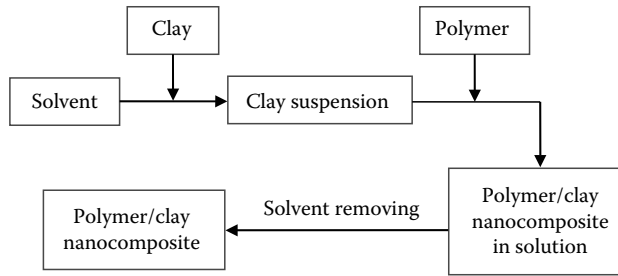 Clay
Polymer
Solvent
Clay suspension
Polymer/clay
nanocomposite
in solution
Solvent removing
Polymer/clay
nanocomposite